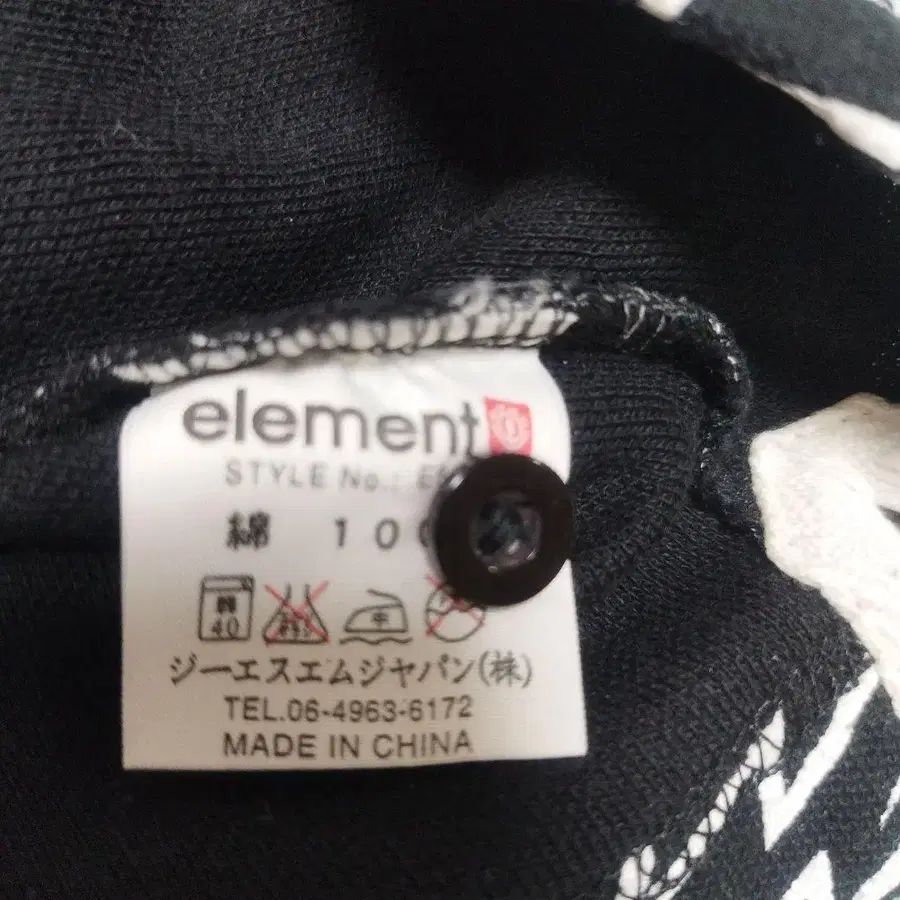 element
STYLE No.:
綿 10
40
中
ジーエスエムジャパン(株)
TEL.06-4963-6172
MADE IN CHINA